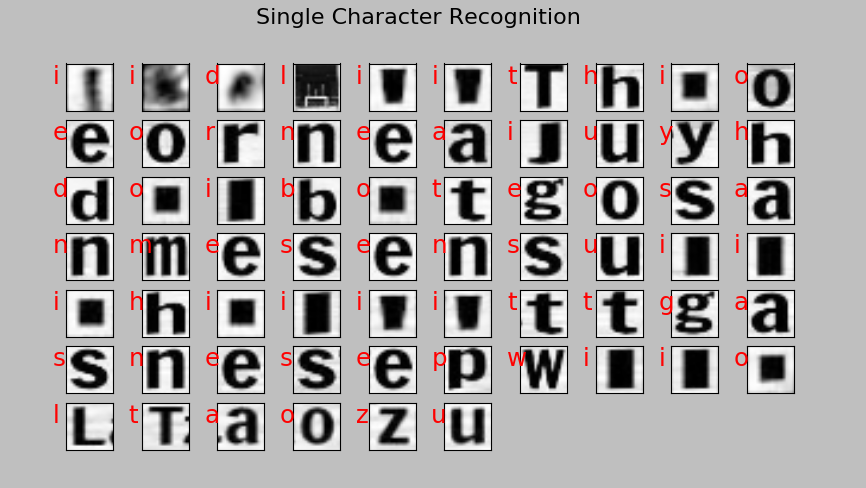 Single Character Recognition
i i d l i i t T h h i o o
e e o o r r n n e e a a i J u u y y h h
d d o i b b o t t e g o o s s a a
n n m m e e s s e e n n s s u u i i
i h h i i i i t t t t g g a a
s s n n e e s s e e p p w W i i o
l L t T a a o o z z u u